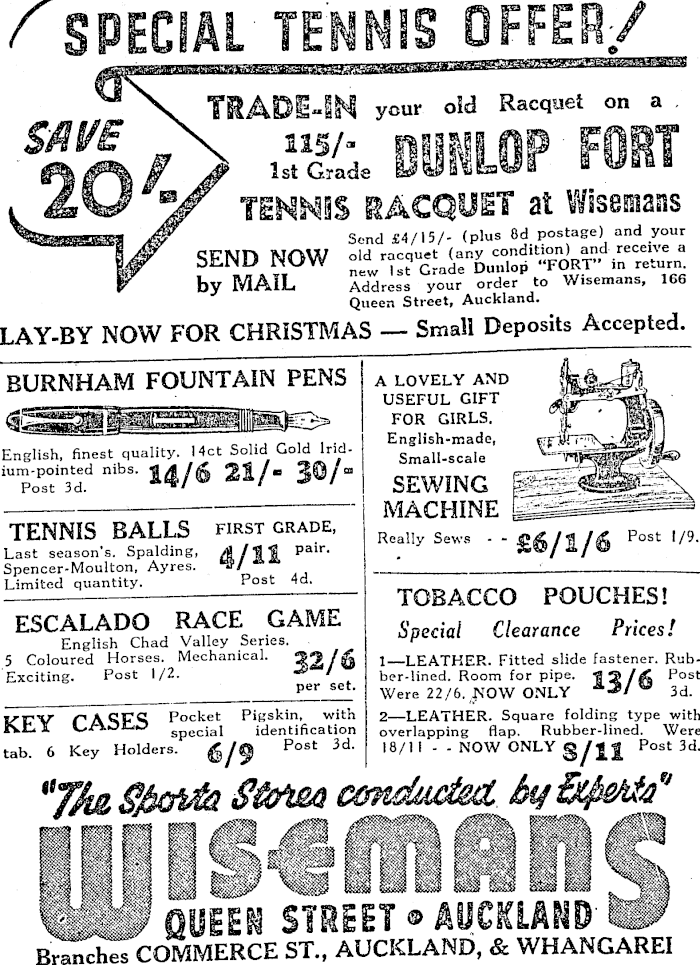 SPECIAL TENNIS OFFER!
SAVE
20/-
TRADE-IN your old Racquet on a
115/-
1st Grade
DUNLOP FORT
TENNIS RACQUET at Wisemans
SEND NOW
by MAIL
Send £4/15/- (plus 8d postage) and your
old racquet (any condition) and receive a
new 1st Grade Dunlop "FORT" in return.
Address your order to Wisemans, 166
Queen Street, Auckland.
LAY-BY NOW FOR CHRISTMAS — Small Deposits Accepted.
BURNHAM FOUNTAIN PENS
English, finest quality. 14ct Solid Gold Irid-
ium-pointed nibs. 14/6 21/- 30/-
Post 3d.
TENNIS BALLS FIRST GRADE,
Last season's. Spalding,
Spencer-Moulton, Ayres.
Limited quantity.
4/11 pair.
Post 4d.
ESCALADO RACE GAME
English Chad Valley Series.
5 Coloured Horses. Mechanical.
Exciting. Post 1/2.
32/6
per set.
KEY CASES Pocket Pigskin, with
special identification
tab. 6 Key Holders. 6/9 Post 3d.
A LOVELY AND
USEFUL GIFT
FOR GIRLS.
English-made,
Small-scale
SEWING
MACHINE
Really Sews - - £6/1/6 Post 1/9.
TOBACCO POUCHES!
Special Clearance Prices!
1—LEATHER. Fitted slide fastener. Rub-
ber-lined. Room for pipe. 13/6 Post
Were 22/6. NOW ONLY 3d.
2—LEATHER. Square folding type with
overlapping flap. Rubber-lined. Were
18/11 - - NOW ONLY 8/11 Post 3d.
"The Sports Stores conducted by Experts"
WISEMANS
QUEEN STREET • AUCKLAND
Branches COMMERCE ST., AUCKLAND, & WHANGAREI